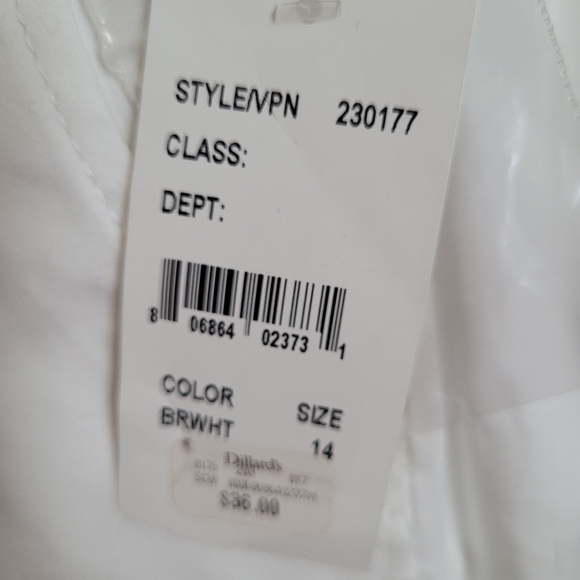 STYLE/VPN 230177
CLASS:
DEPT:
8 06864 02373 1
COLOR SIZE
BRWHT 14
Dillard's
$36.00